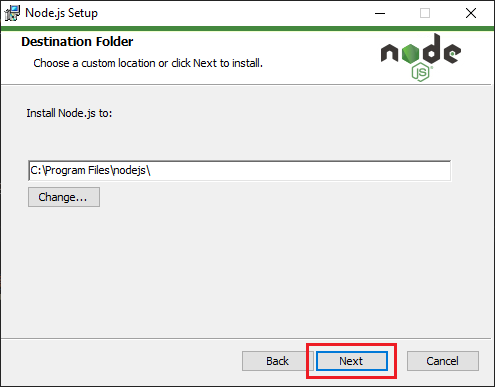 Node.js Setup
Destination Folder
Choose a custom location or click Next to install.
node
JS
Install Node.js to:
C:\Program Files\nodejs\
Change...
Back
Next
Cancel